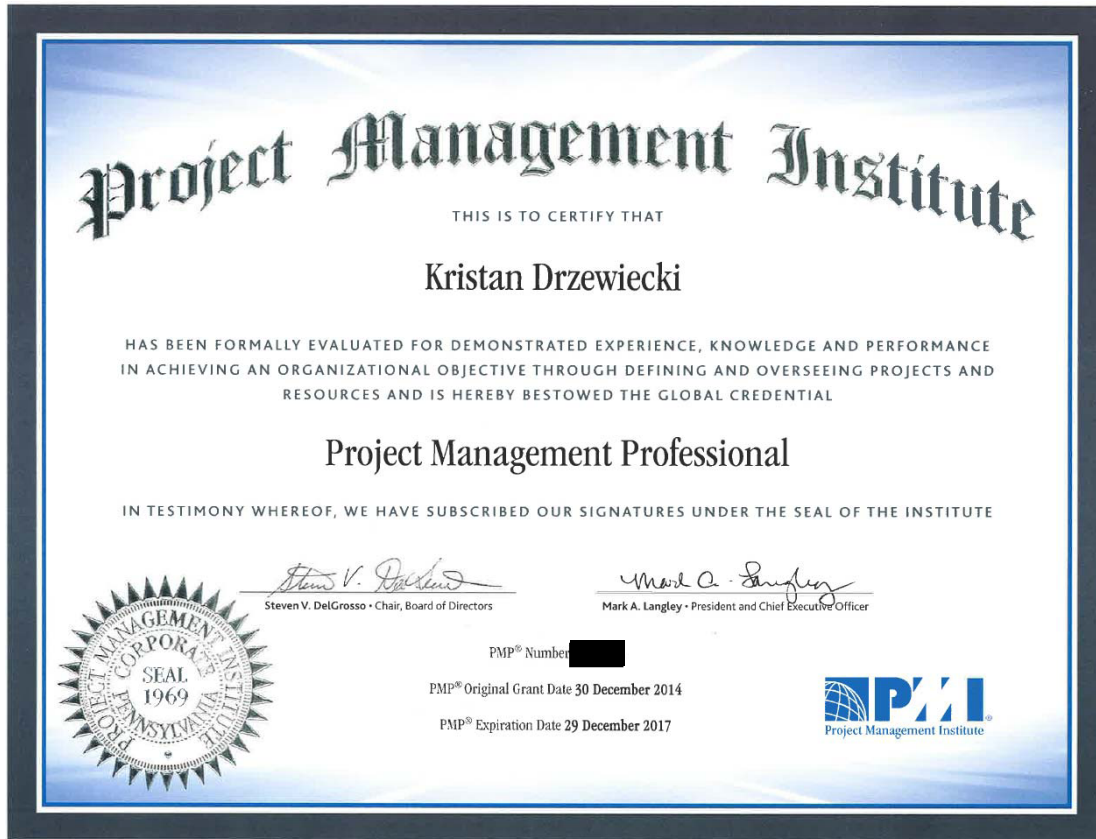 Project Management Institute
THIS IS TO CERTIFY THAT
Kristan Drzewiecki
HAS BEEN FORMALLY EVALUATED FOR DEMONSTRATED EXPERIENCE, KNOWLEDGE AND PERFORMANCE
IN ACHIEVING AN ORGANIZATIONAL OBJECTIVE THROUGH DEFINING AND OVERSEEING PROJECTS AND
RESOURCES AND IS HEREBY BESTOWED THE GLOBAL CREDENTIAL
Project Management Professional
IN TESTIMONY WHEREOF, WE HAVE SUBSCRIBED OUR SIGNATURES UNDER THE SEAL OF THE INSTITUTE
Steven V. DelGrosso • Chair, Board of Directors
Mark A. Langley
Mark A. Langley • President and Chief Executive Officer
PROJECT MANAGEMENT INSTITUTE
CORPORATE
SEAL
1969
PENNSYLVANIA
PMP® Number
PMP® Original Grant Date 30 December 2014
PMP® Expiration Date 29 December 2017
PMI®
Project Management Institute